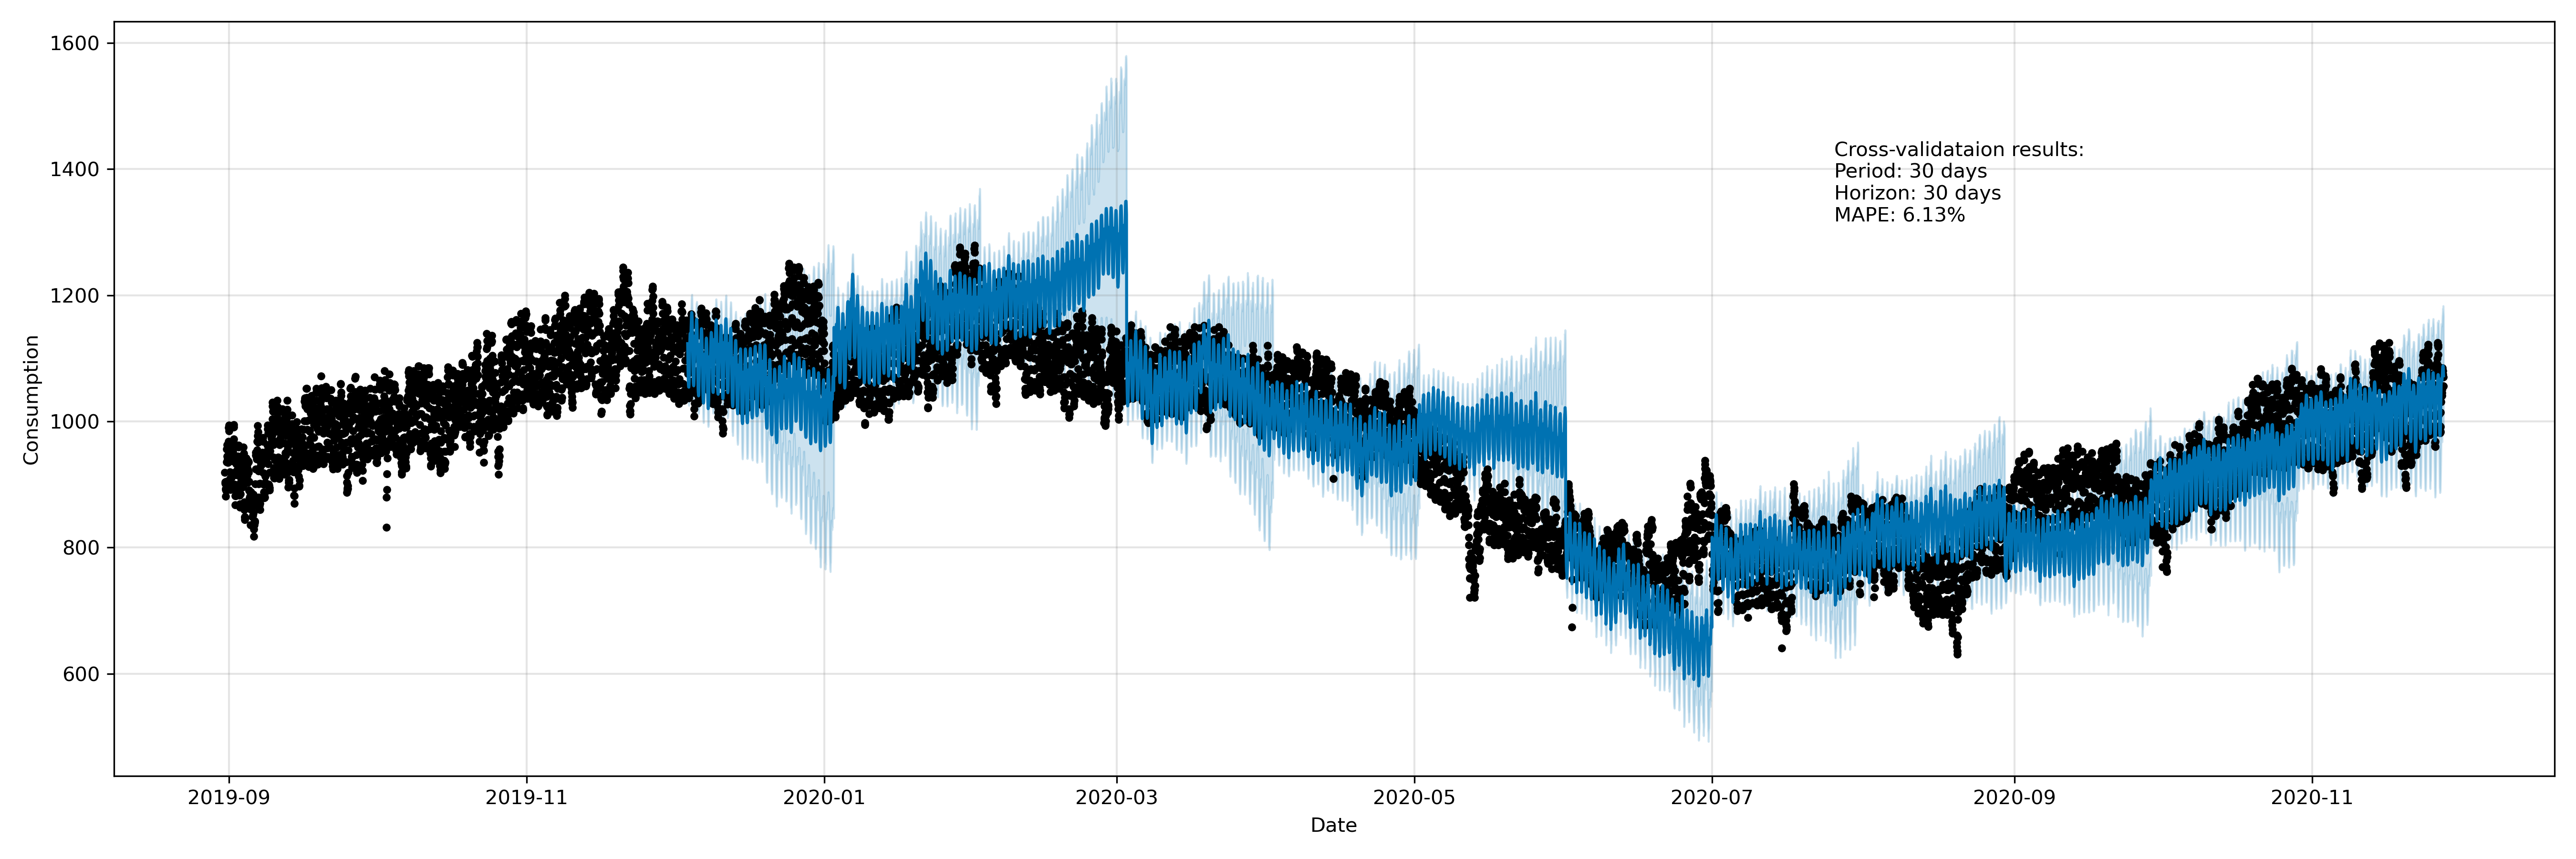 1600
1400
1200
1000
800
600
Consumption
Cross-validataion results:
Period: 30 days
Horizon: 30 days
MAPE: 6.13%
2019-09 2019-11 2020-01 2020-03 2020-05 2020-07 2020-09 2020-11
Date